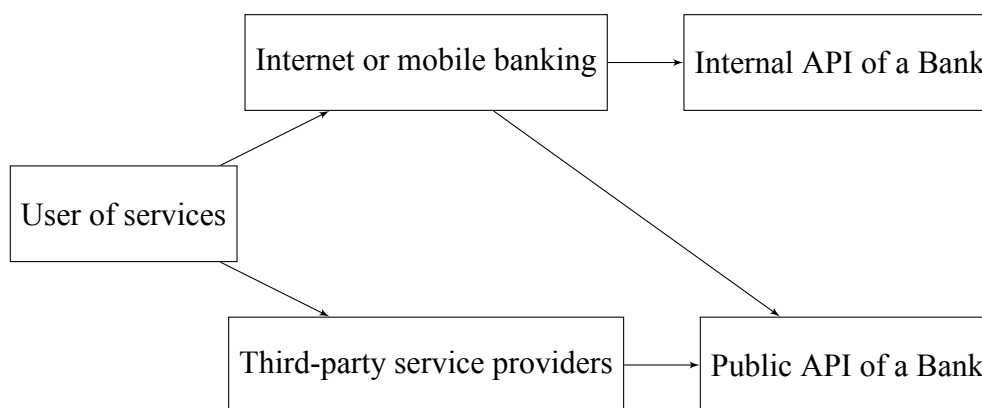 Internet or mobile banking
Internal API of a Bank
User of services
Third-party service providers
Public API of a Bank